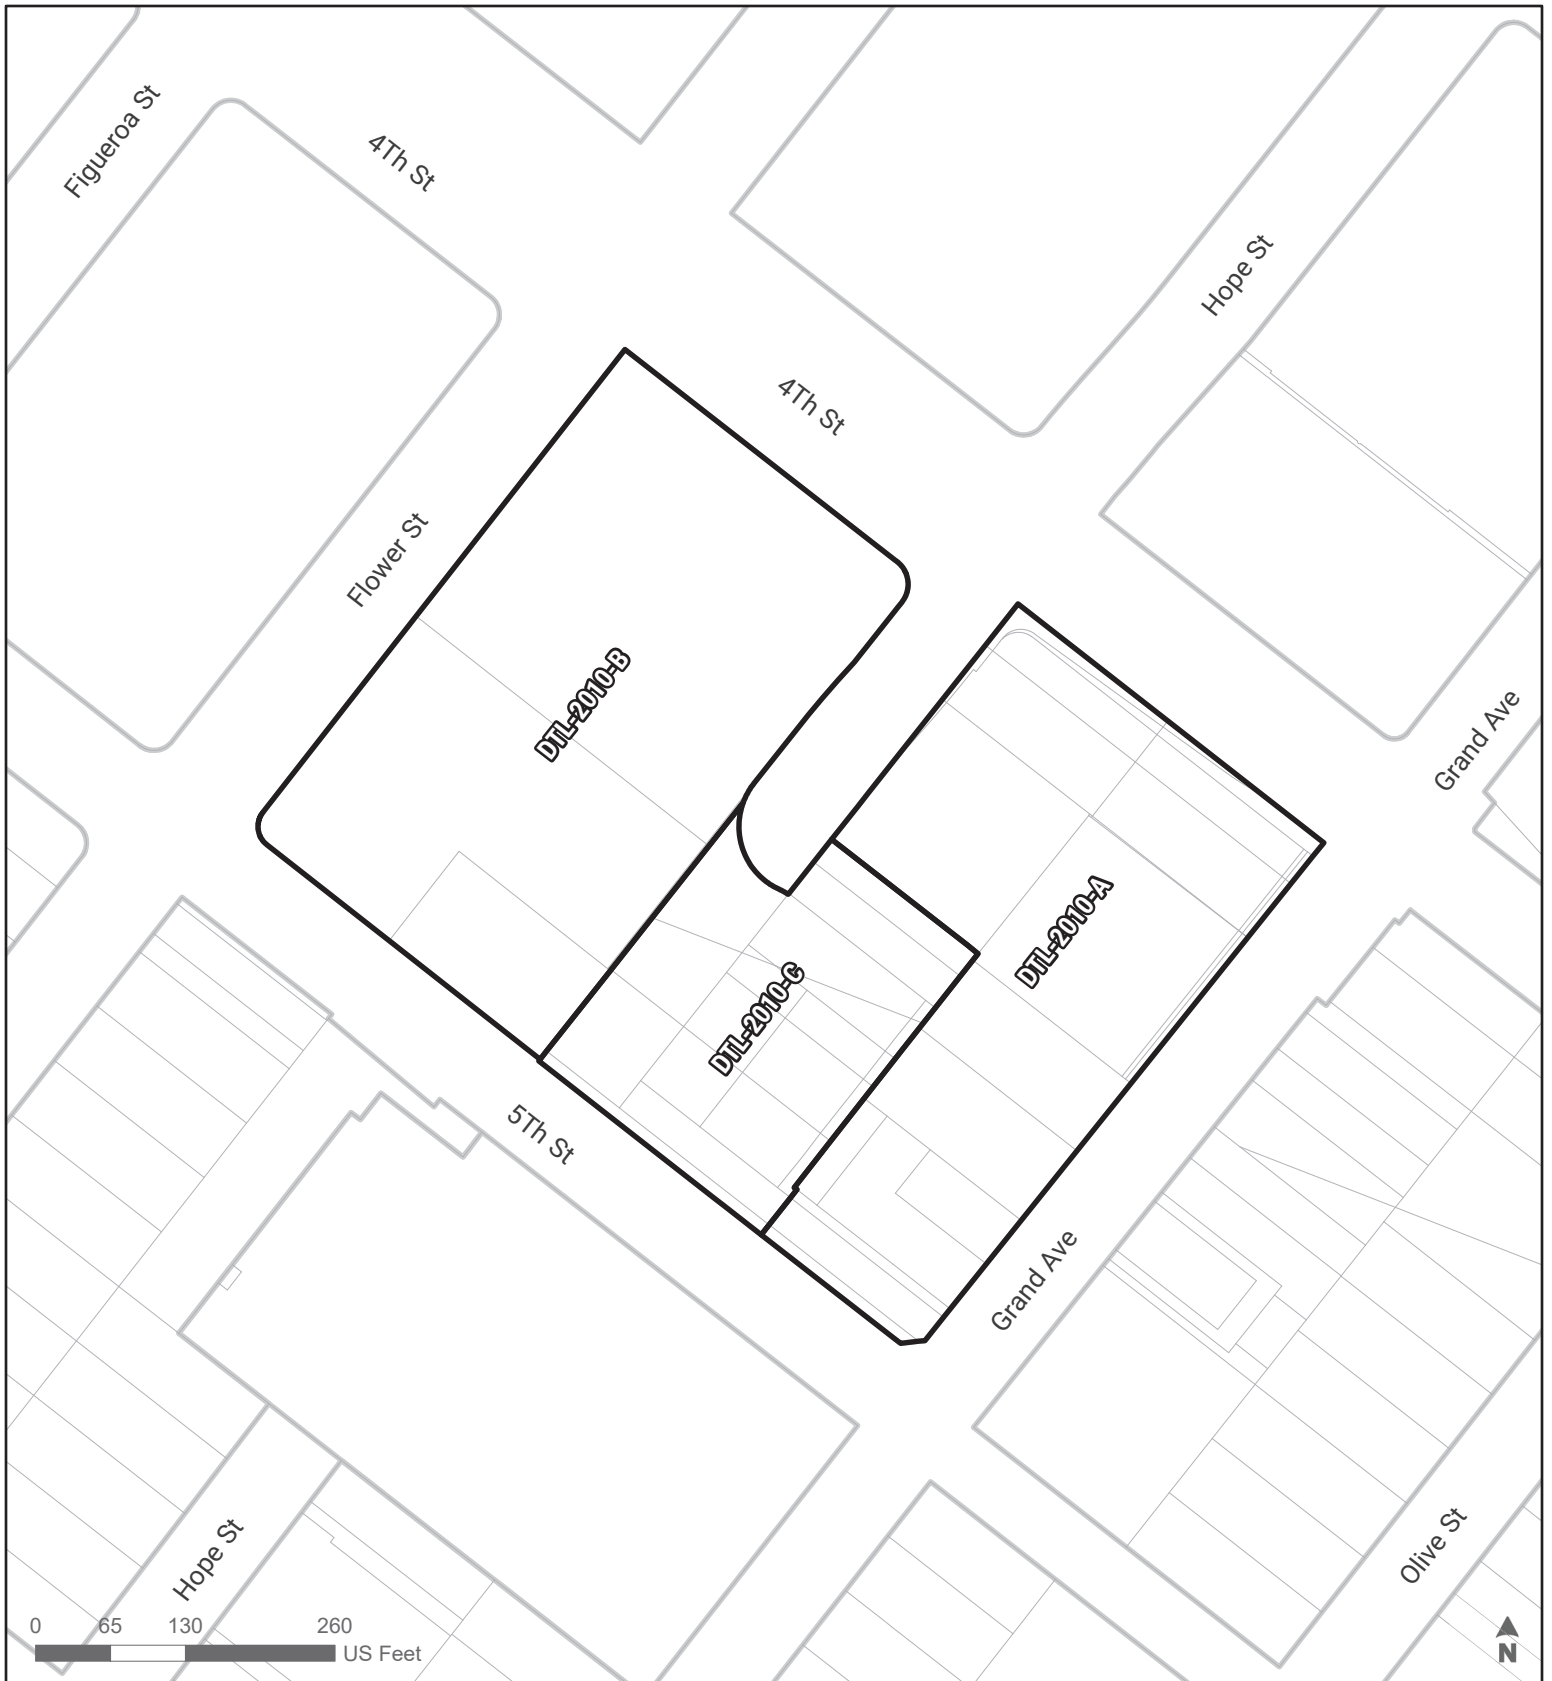 Figueroa St
4Th St
Hope St
4Th St
Flower St
DTL-2010-B
Grand Ave
DTL-2010-A
DTL-2010-C
5Th St
Grand Ave
Hope St
Olive St
0 65 130 260
US Feet
N